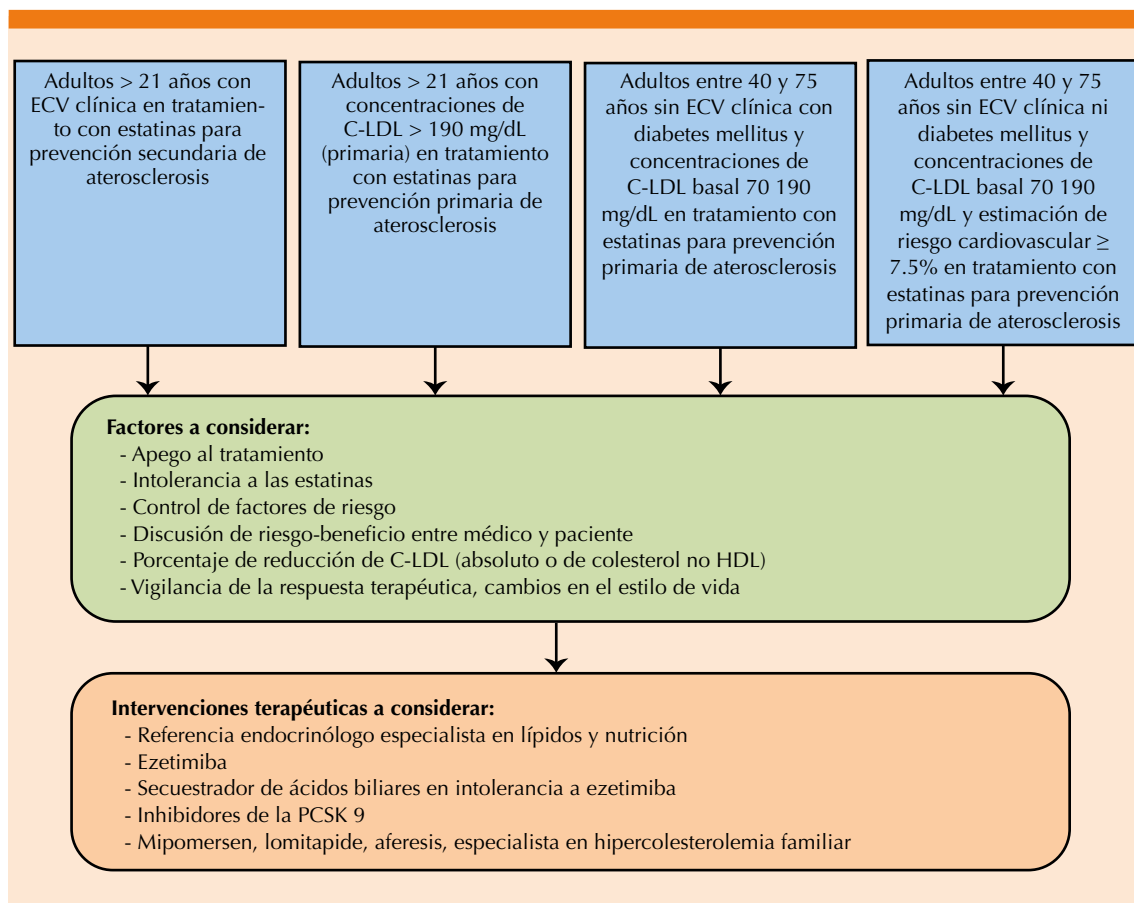 Adultos > 21 años con
ECV clínica en tratamien-
to con estatinas para
prevención secundaria de
aterosclerosis
Adultos > 21 años con
concentraciones de
C-LDL > 190 mg/dL
(primaria) en tratamiento
con estatinas para
prevención primaria de
aterosclerosis
Adultos entre 40 y 75
años sin ECV clínica con
diabetes mellitus y
concentraciones de
C-LDL basal 70 190
mg/dL en tratamiento con
estatinas para prevención
primaria de aterosclerosis
Adultos entre 40 y 75
años sin ECV clínica ni
diabetes mellitus y
concentraciones de
C-LDL basal 70 190
mg/dL y estimación de
riesgo cardiovascular ≥
7.5% en tratamiento con
estatinas para prevención
primaria de aterosclerosis
Factores a considerar:
- Apego al tratamiento
- Intolerancia a las estatinas
- Control de factores de riesgo
- Discusión de riesgo-beneficio entre médico y paciente
- Porcentaje de reducción de C-LDL (absoluto o de colesterol no HDL)
- Vigilancia de la respuesta terapéutica, cambios en el estilo de vida
Intervenciones terapéuticas a considerar:
- Referencia endocrinólogo especialista en lípidos y nutrición
- Ezetimiba
- Secuestrador de ácidos biliares en intolerancia a ezetimiba
- Inhibidores de la PCSK 9
- Mipomersen, lomitapide, aferesis, especialista en hipercolesterolemia familiar